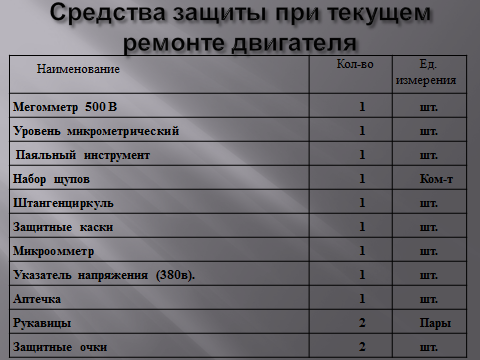 Средства защиты при текущем
ремонте двигателя
Наименование Кол-во Ед.
измерения
Мегомметр 500 В 1 шт.
Уровень микрометрический 1 шт.
Паяльный инструмент 1 шт.
Набор щупов 1 Ком-т
Штангенциркуль 1 шт.
Защитные каски 1 шт.
Микроомметр 1 шт.
Указатель напряжения (380в). 1 шт.
Аптечка 1 шт.
Рукавицы 2 Пары
Защитные очки 2 шт.